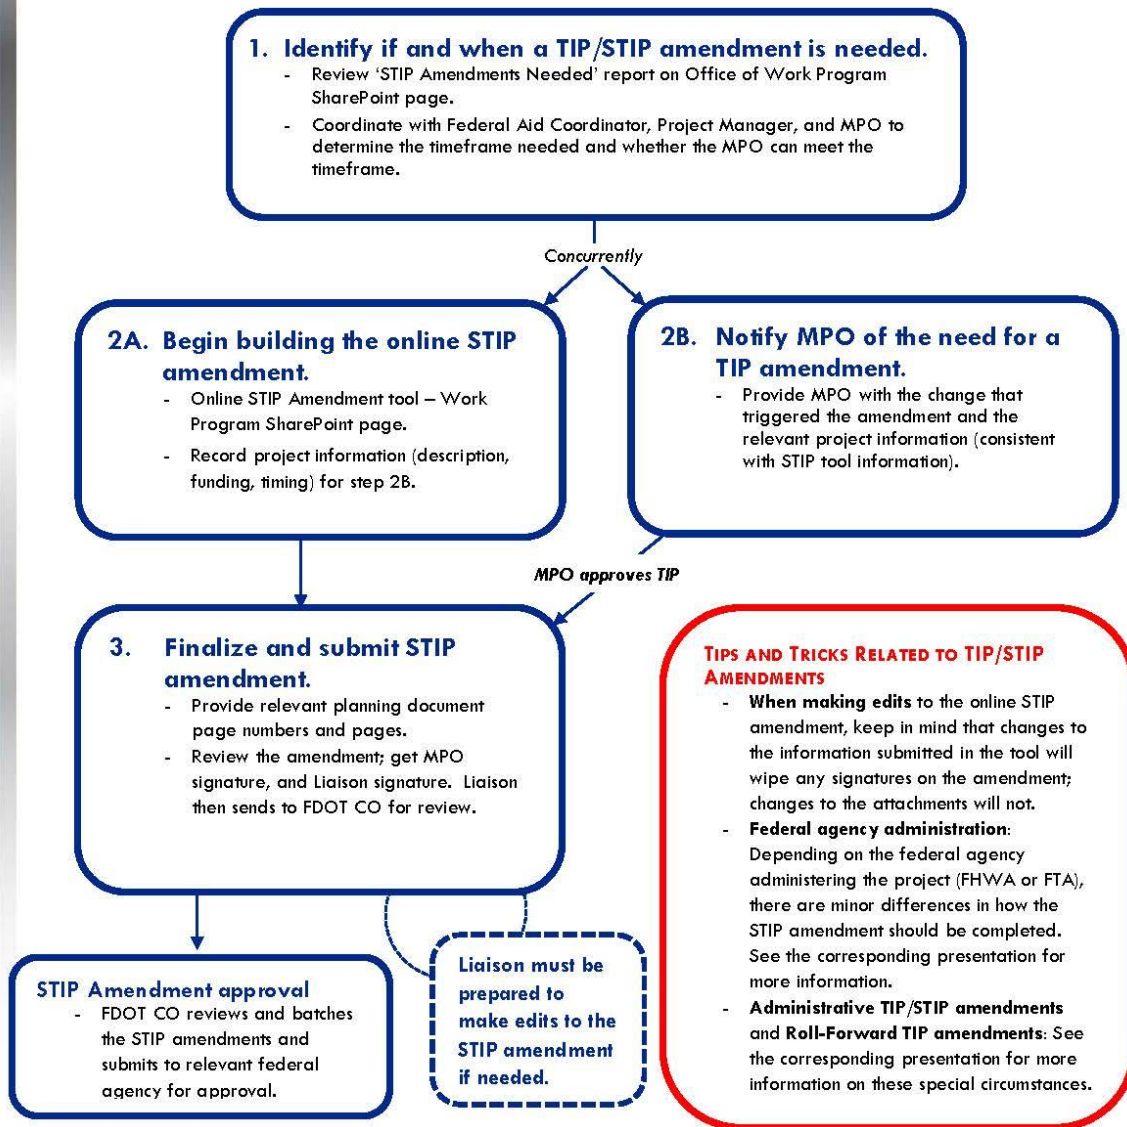 1. Identify if and when a TIP/STIP amendment is needed.
- Review ‘STIP Amendments Needed’ report on Office of Work Program
SharePoint page.
- Coordinate with Federal Aid Coordinator, Project Manager, and MPO to
determine the timeframe needed and whether the MPO can meet the
timeframe.
Concurrently
2A. Begin building the online STIP
amendment.
- Online STIP Amendment tool – Work
Program SharePoint page.
- Record project information (description,
funding, timing) for step 2B.
2B. Notify MPO of the need for a
TIP amendment.
- Provide MPO with the change that
triggered the amendment and the
relevant project information (consistent
with STIP tool information).
MPO approves TIP
3. Finalize and submit STIP
amendment.
- Provide relevant planning document
page numbers and pages.
- Review the amendment; get MPO
signature, and Liaison signature. Liaison
then sends to FDOT CO for review.
TIPS AND TRICKS RELATED TO TIP/STIP
AMENDMENTS
- When making edits to the online STIP
amendment, keep in mind that changes to
the information submitted in the tool will
wipe any signatures on the amendment;
changes to the attachments will not.
- Federal agency administration:
Depending on the federal agency
administering the project (FHWA or FTA),
there are minor differences in how the
STIP amendment should be completed.
See the corresponding presentation for
more information.
- Administrative TIP/STIP amendments
and Roll-Forward TIP amendments: See
the corresponding presentation for more
information on these special circumstances.
STIP Amendment approval
- FDOT CO reviews and batches
the STIP amendments and
submits to relevant federal
agency for approval.
Liaison must be
prepared to
make edits to the
STIP amendment
if needed.